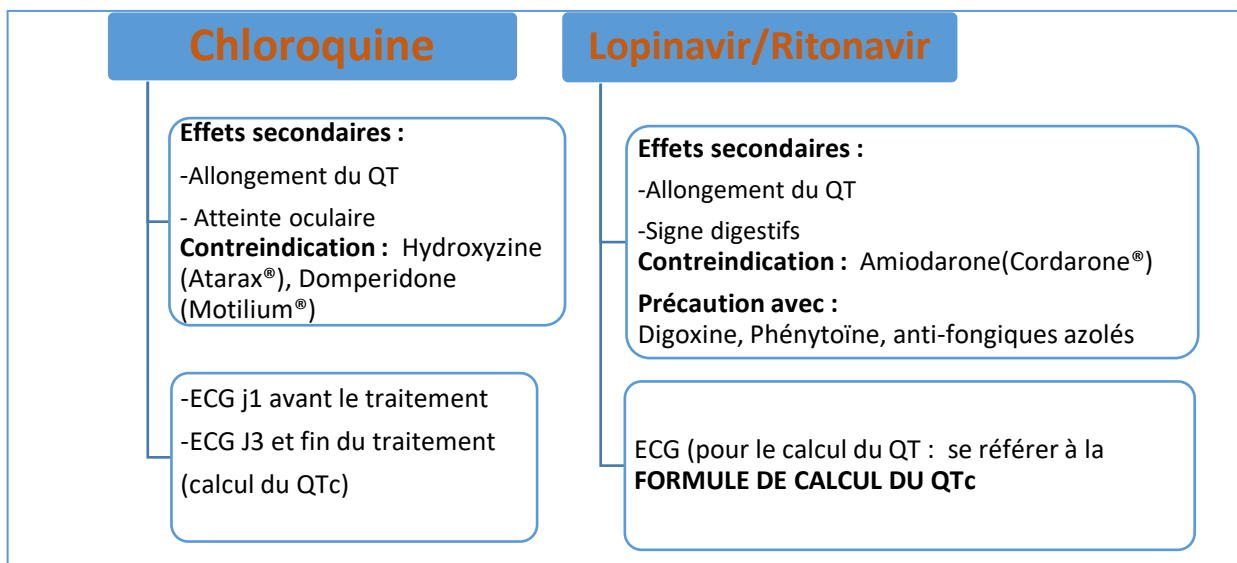 Chloroquine
Effets secondaires :
-Allongement du QT
- Atteinte oculaire
Contreindication : Hydroxyzine
(Atarax®), Domperidone
(Motilium®)
-ECG j1 avant le traitement
-ECG J3 et fin du traitement
(calcul du QTc)
Lopinavir/Ritonavir
Effets secondaires :
-Allongement du QT
-Signe digestifs
Contreindication : Amiodarone(Cordarone®)
Précaution avec :
Digoxine, Phénytoïne, anti-fongiques azolés
ECG (pour le calcul du QT : se référer à la
FORMULE DE CALCUL DU QTc